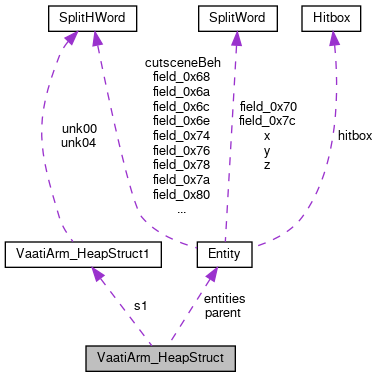 SplitHWord
SplitWord
Hitbox
cutsceneBeh
field_0x68
field_0x6a
field_0x6c
field_0x6e
field_0x74
field_0x76
field_0x78
field_0x7a
field_0x80
...
field_0x70
field_0x7c
x
y
z
unk00
unk04
hitbox
VaatiArm_HeapStruct1
Entity
s1
entities
parent
VaatiArm_HeapStruct